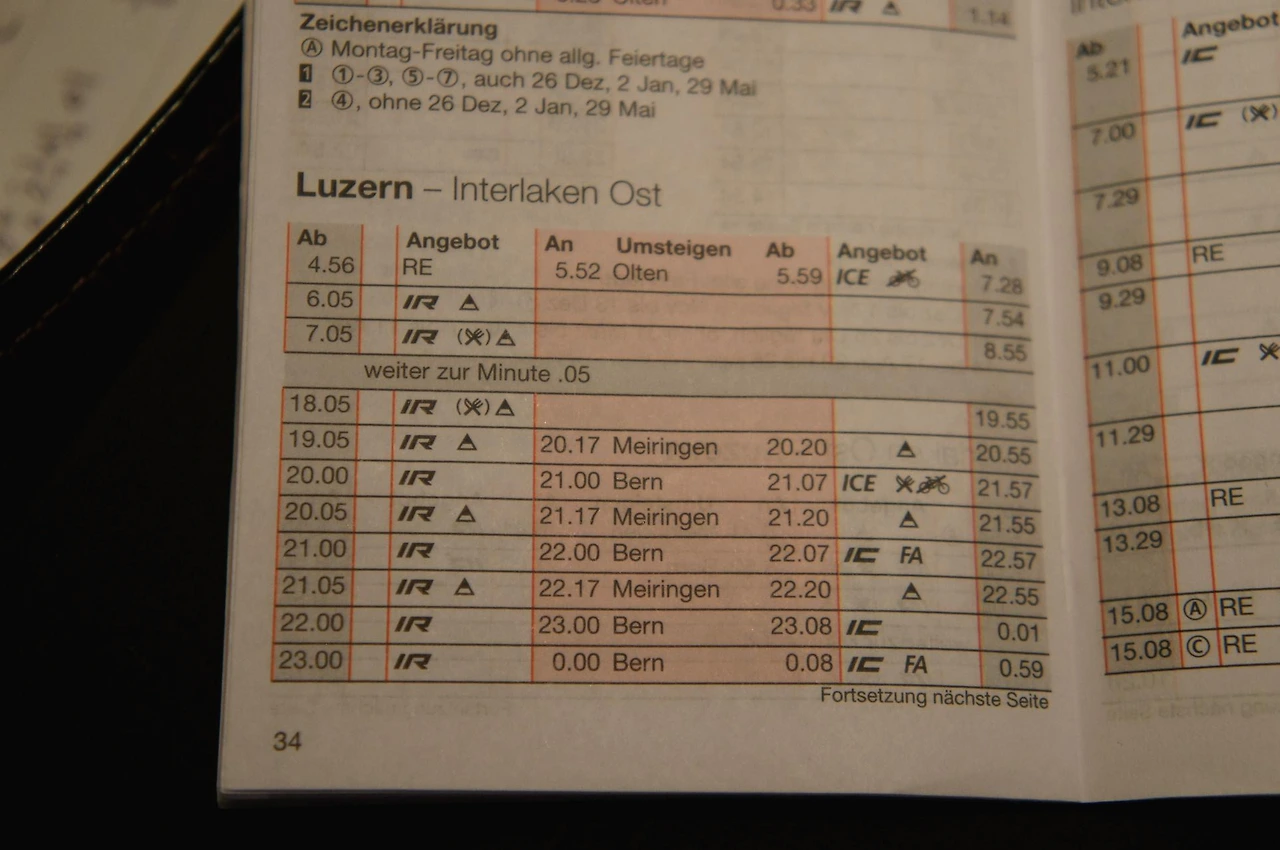 Olten 0.33 IR 1.14
Zeichenerklärung
Ⓐ Montag-Freitag ohne allg. Feiertage
1 ①-③, ⑤-⑦, auch 26 Dez, 2 Jan, 29 Mai
2 ④, ohne 26 Dez, 2 Jan, 29 Mai
Luzern – Interlaken Ost
Ab Angebot An Umsteigen Ab Angebot An
4.56 RE 5.52 Olten 5.59 ICE 7.28
6.05 IR 7.54
7.05 IR 8.55
weiter zur Minute .05
18.05 IR 19.55
19.05 IR 20.17 Meiringen 20.20 20.55
20.00 IR 21.00 Bern 21.07 ICE 21.57
20.05 IR 21.17 Meiringen 21.20 21.55
21.00 IR 22.00 Bern 22.07 IC FA 22.57
21.05 IR 22.17 Meiringen 22.20 22.55
22.00 IR 23.00 Bern 23.08 IC 0.01
23.00 IR 0.00 Bern 0.08 IC FA 0.59
Fortsetzung nächste Seite
34
Ab Angebot
5.21 IC
7.00 IC
7.29
9.08 RE
9.29
11.00 IC
11.29
13.08 RE
13.29
15.08 Ⓐ RE
15.08 Ⓒ RE